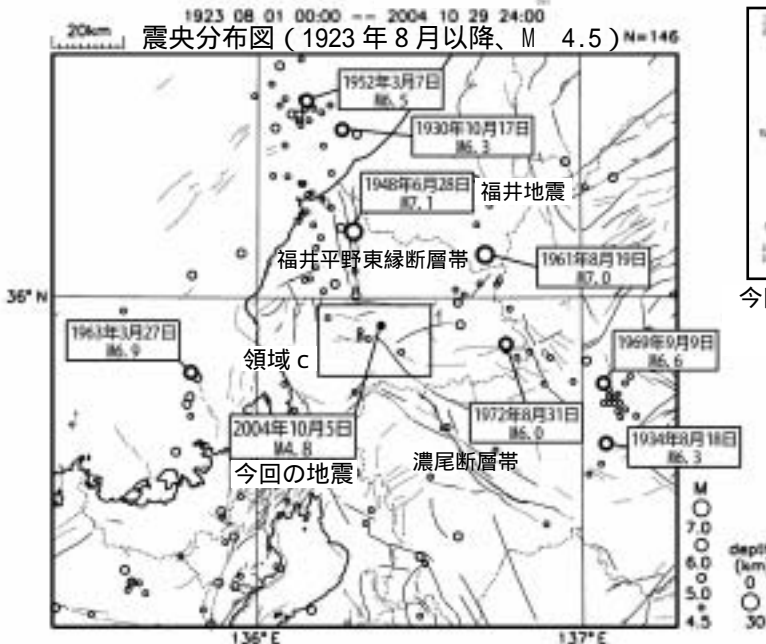 1923 08 01 00:00 -- 2004 10 29 24:00
20km
震央分布図(1923年8月以降、M 4.5)
N=146
1952年3月7日
M6.5
1930年10月17日
M6.3
1948年6月28日
M7.1
福井地震
福井平野東縁断層帯
1961年8月19日
M7.0
36°N
今回
1963年3月27日
M6.9
領域c
1969年9月9日
M6.6
1972年8月31日
M6.0
2004年10月5日
M4.8
今回の地震
濃尾断層帯
1934年8月18日
M6.3
M
7.0
6.0
5.0
4.5
depth
(km)
0
30
136°E
137°E